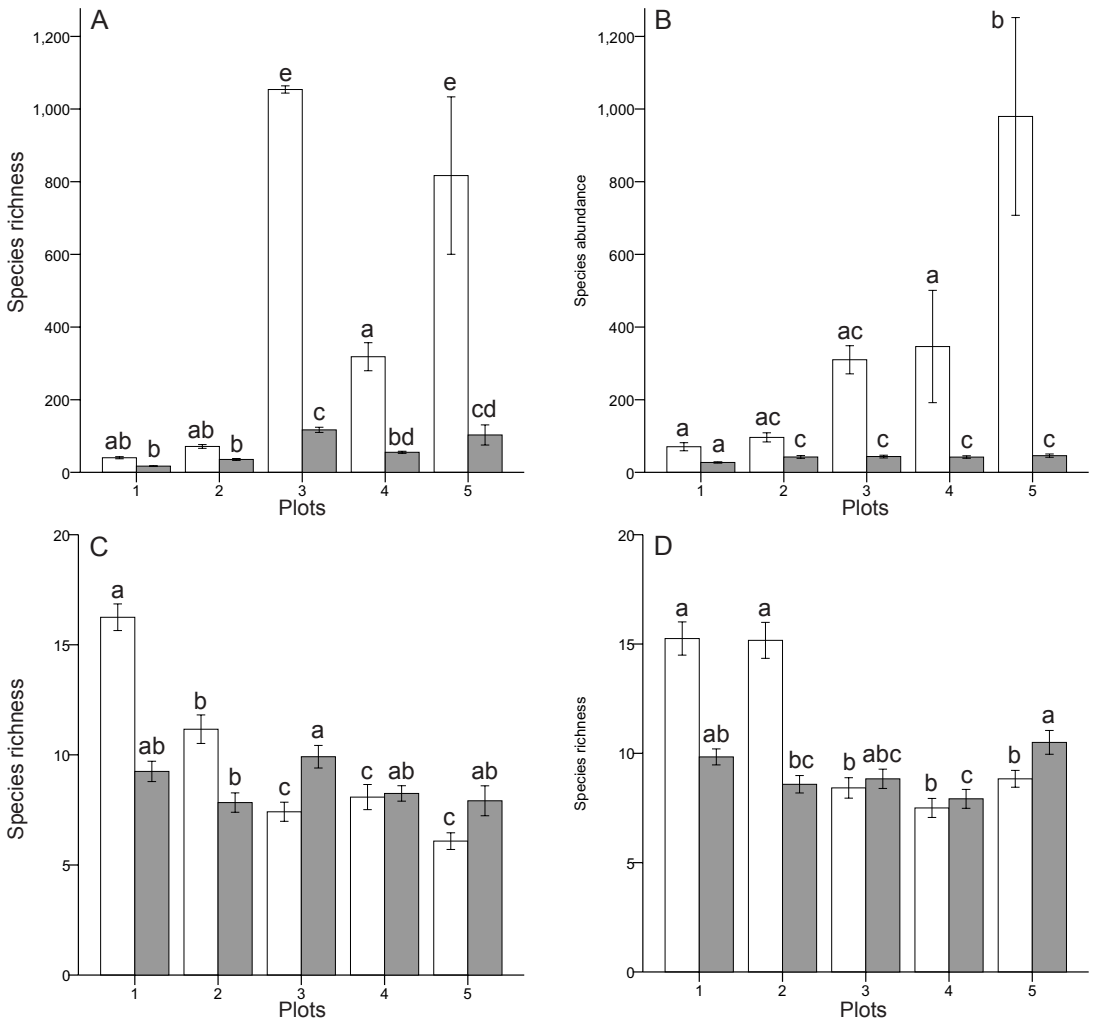 A
Species richness
1,200
1,000
800
600
400
200
0
ab
b
ab
b
e
c
a
bd
e
cd
1 2 3 4 5
Plots
B
Species abundance
1,200
1,000
800
600
400
200
0
a
a
ac
c
ac
c
a
c
b
c
1 2 3 4 5
Plots
C
Species richness
20
15
10
5
0
a
ab
b
b
c
a
c
ab
c
ab
1 2 3 4 5
Plots
D
Species richness
20
15
10
5
0
a
ab
a
bc
b
abc
b
c
b
a
1 2 3 4 5
Plots